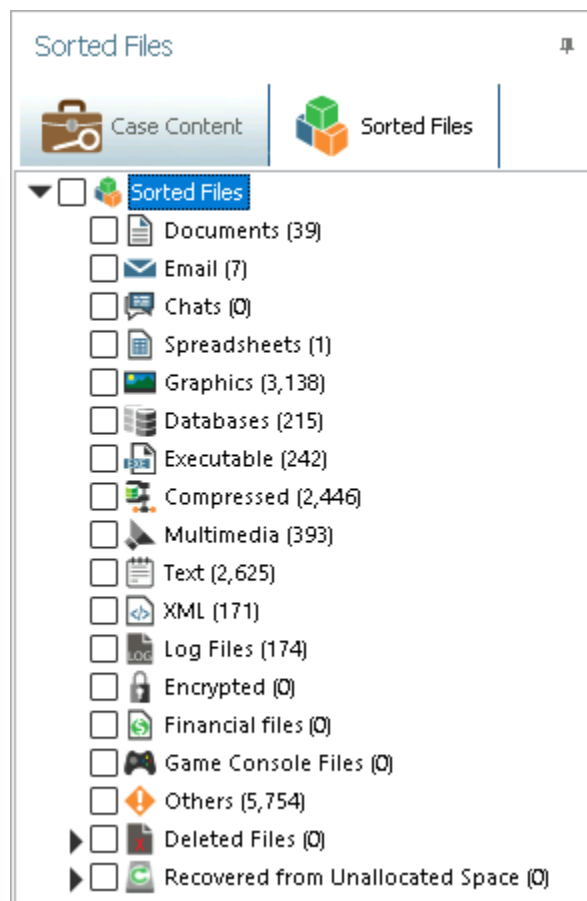 Sorted Files
Case Content
Sorted Files
Sorted Files
Documents (39)
Email (7)
Chats (0)
Spreadsheets (1)
Graphics (3,138)
Databases (215)
Executable (242)
Compressed (2,446)
Multimedia (393)
Text (2,625)
XML (171)
LOG Log Files (174)
Encrypted (0)
Financial files (0)
Game Console Files (0)
Others (5,754)
Deleted Files (0)
Recovered from Unallocated Space (0)